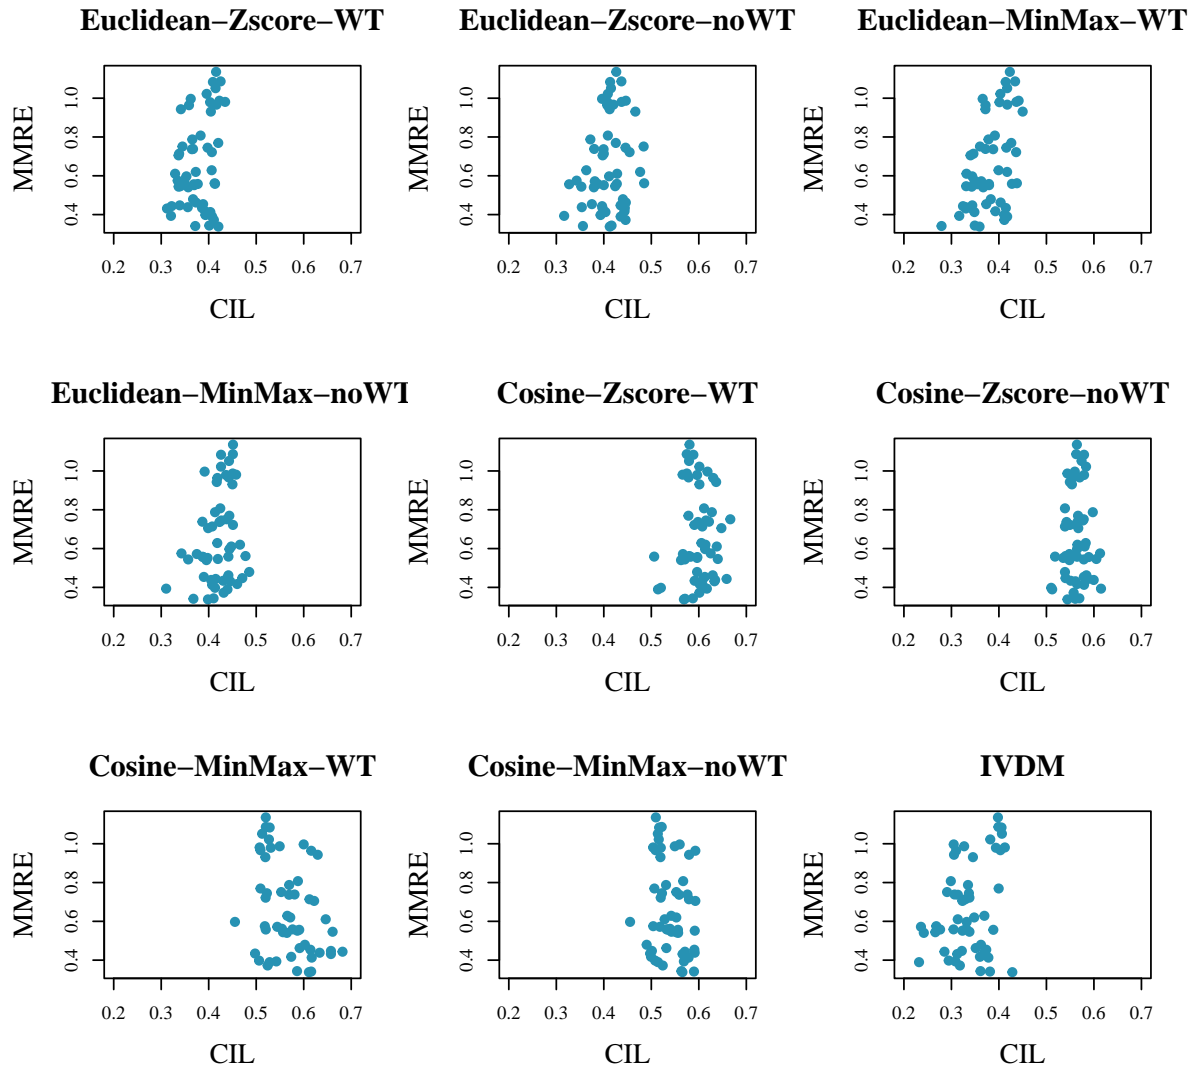 Euclidean−Zscore−WT
MMRE
1.0
0.8
0.6
0.4
0.2 0.3 0.4 0.5 0.6 0.7
CIL
Euclidean−Zscore−noWT
MMRE
1.0
0.8
0.6
0.4
0.2 0.3 0.4 0.5 0.6 0.7
CIL
Euclidean−MinMax−WT
MMRE
1.0
0.8
0.6
0.4
0.2 0.3 0.4 0.5 0.6 0.7
CIL
Euclidean−MinMax−noWT
MMRE
1.0
0.8
0.6
0.4
0.2 0.3 0.4 0.5 0.6 0.7
CIL
Cosine−Zscore−WT
MMRE
1.0
0.8
0.6
0.4
0.2 0.3 0.4 0.5 0.6 0.7
CIL
Cosine−Zscore−noWT
MMRE
1.0
0.8
0.6
0.4
0.2 0.3 0.4 0.5 0.6 0.7
CIL
Cosine−MinMax−WT
MMRE
1.0
0.8
0.6
0.4
0.2 0.3 0.4 0.5 0.6 0.7
CIL
Cosine−MinMax−noWT
MMRE
1.0
0.8
0.6
0.4
0.2 0.3 0.4 0.5 0.6 0.7
CIL
IVDM
MMRE
1.0
0.8
0.6
0.4
0.2 0.3 0.4 0.5 0.6 0.7
CIL